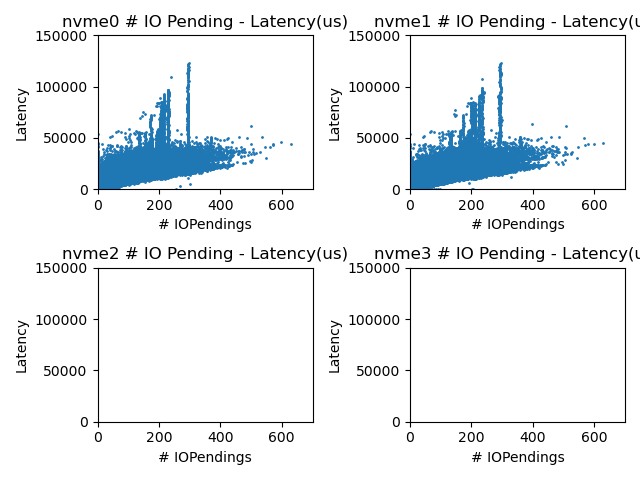 nvme0 # IO Pending - Latency(us)
150000
100000
50000
0
Latency
0 200 400 600
# IOPendings
nvme1 # IO Pending - Latency(u
150000
100000
50000
0
Latency
0 200 400 600
# IOPendings
nvme2 # IO Pending - Latency(us)
150000
100000
50000
0
Latency
0 200 400 600
# IOPendings
nvme3 # IO Pending - Latency(u
150000
100000
50000
0
Latency
0 200 400 600
# IOPendings